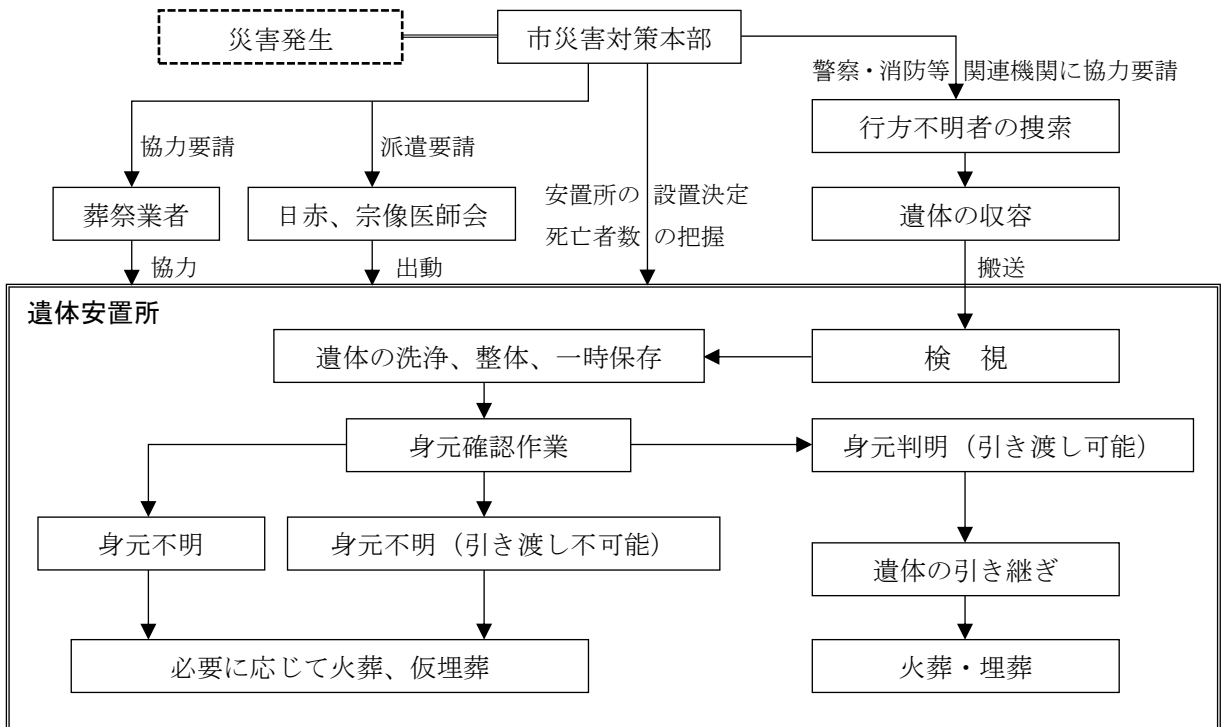 災害発生
市災害対策本部
警察・消防等 関連機関に協力要請
協力要請
派遣要請
行方不明者の捜索
葬祭業者
日赤、宗像医師会
安置所の 設置決定
死亡者数 の把握
遺体の収容
協力
出動
搬送
遺体安置所
遺体の洗浄、整体、一時保存
検 視
身元確認作業
身元判明（引き渡し可能）
身元不明
身元不明（引き渡し不可能）
遺体の引き継ぎ
必要に応じて火葬、仮埋葬
火葬・埋葬